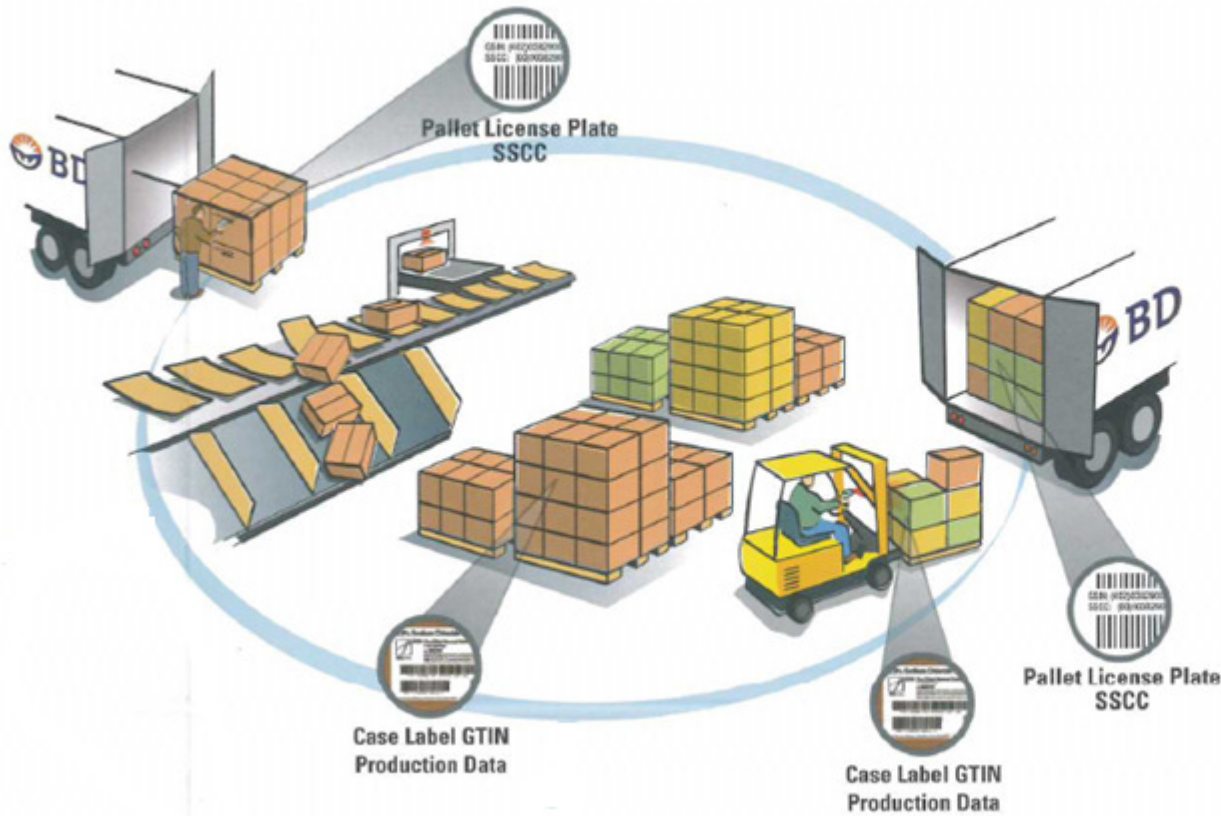 Pallet License Plate
SSCC
BD
BD
Pallet License Plate
SSCC
Case Label GTIN
Production Data
Case Label GTIN
Production Data